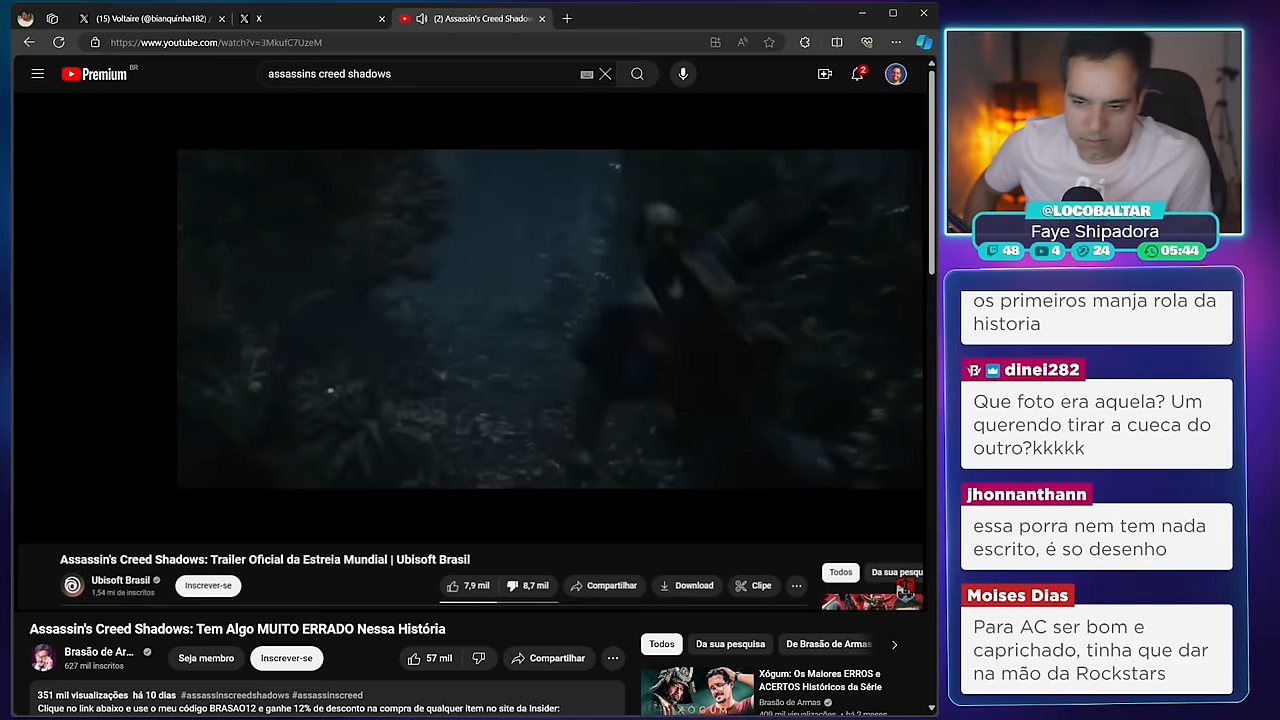 (15) Voltaire (@bianquinha182) /
X
(2) Assassin's Creed Shadow
https://www.youtube.com/watch?v=3MkufC7UzeM
Premium BR
assassins creed shadows
2
@LOCOBALTAR
Faye Shipadora
48
4
24
05:44
os primeiros manja rola da
historia
dinei282
Que foto era aquela? Um
querendo tirar a cueca do
outro?kkkkk
jhonnanthann
essa porra nem tem nada
escrito, é so desenho
Moises Dias
Para AC ser bom e
caprichado, tinha que dar
na mão da Rockstars
Assassin's Creed Shadows: Trailer Oficial da Estreia Mundial | Ubisoft Brasil
Ubisoft Brasil
1,54 mi de inscritos
Inscrever-se
7,9 mil
8,7 mil
Compartilhar
Download
Clipe
Todos
Da sua pesqu
Assassin's Creed Shadows: Tem Algo MUITO ERRADO Nessa História
Brasão de Ar...
627 mil inscritos
Seja membro
Inscrever-se
57 mil
Compartilhar
Todos
Da sua pesquisa
De Brasão de Armas
351 mil visualizações há 10 dias #assassinscreedshadows #assassinscreed
Clique no link abaixo e use o meu código BRASAO12 e ganhe 12% de desconto na compra de qualquer item no site da Insider:
Xógum: Os Maiores ERROS e
ACERTOS Históricos da Série
Brasão de Armas
409 mil visualizações há 2 meses